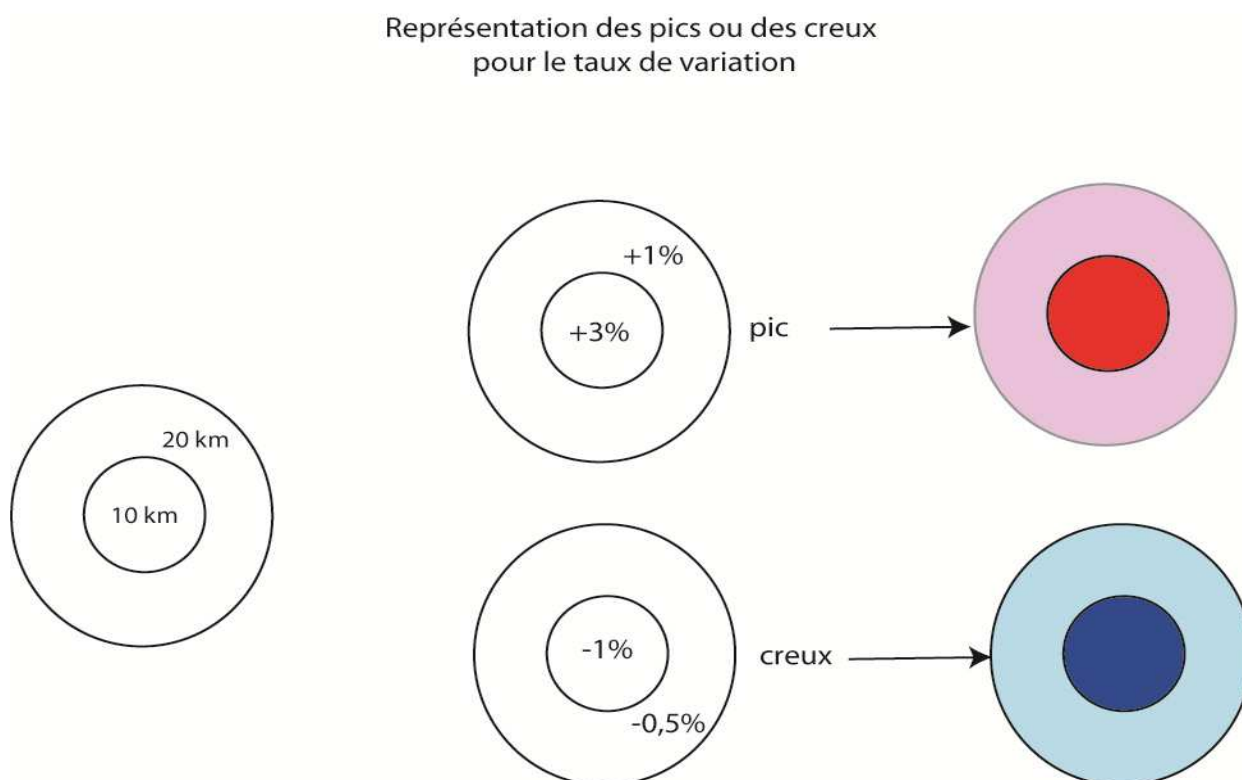 Représentation des pics ou des creux
pour le taux de variation
+1%
+3%
pic
20 km
10 km
-1%
creux
-0,5%